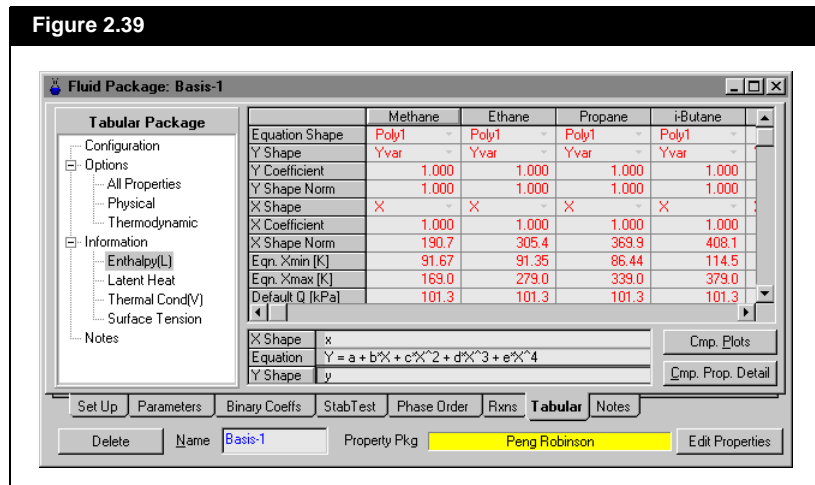 Figure 2.39
Fluid Package: Basis-1
Tabular Package
Configuration
Options
All Properties
Physical
Thermodynamic
Information
Enthalpy(L)
Latent Heat
Thermal Cond(V)
Surface Tension
Notes
Methane Ethane Propane i-Butane
Equation Shape Poly1 Poly1 Poly1 Poly1
Y Shape Yvar Yvar Yvar Yvar
Y Coefficient 1.000 1.000 1.000 1.000
Y Shape Norm 1.000 1.000 1.000 1.000
X Shape X X X X
X Coefficient 1.000 1.000 1.000 1.000
X Shape Norm 190.7 305.4 369.9 408.1
Eqn. Xmin [K] 91.67 91.35 86.44 114.5
Eqn. Xmax [K] 169.0 279.0 339.0 379.0
Default Q [kPa] 101.3 101.3 101.3 101.3
X Shape x
Equation Y = a + b*X + c*X^2 + d*X^3 + e*X^4
Y Shape y
Cmp. Plots
Cmp. Prop. Detail
Set Up Parameters Binary Coeffs StabTest Phase Order Rxns Tabular Notes
Delete Name Basis-1 Property Pkg Peng Robinson Edit Properties